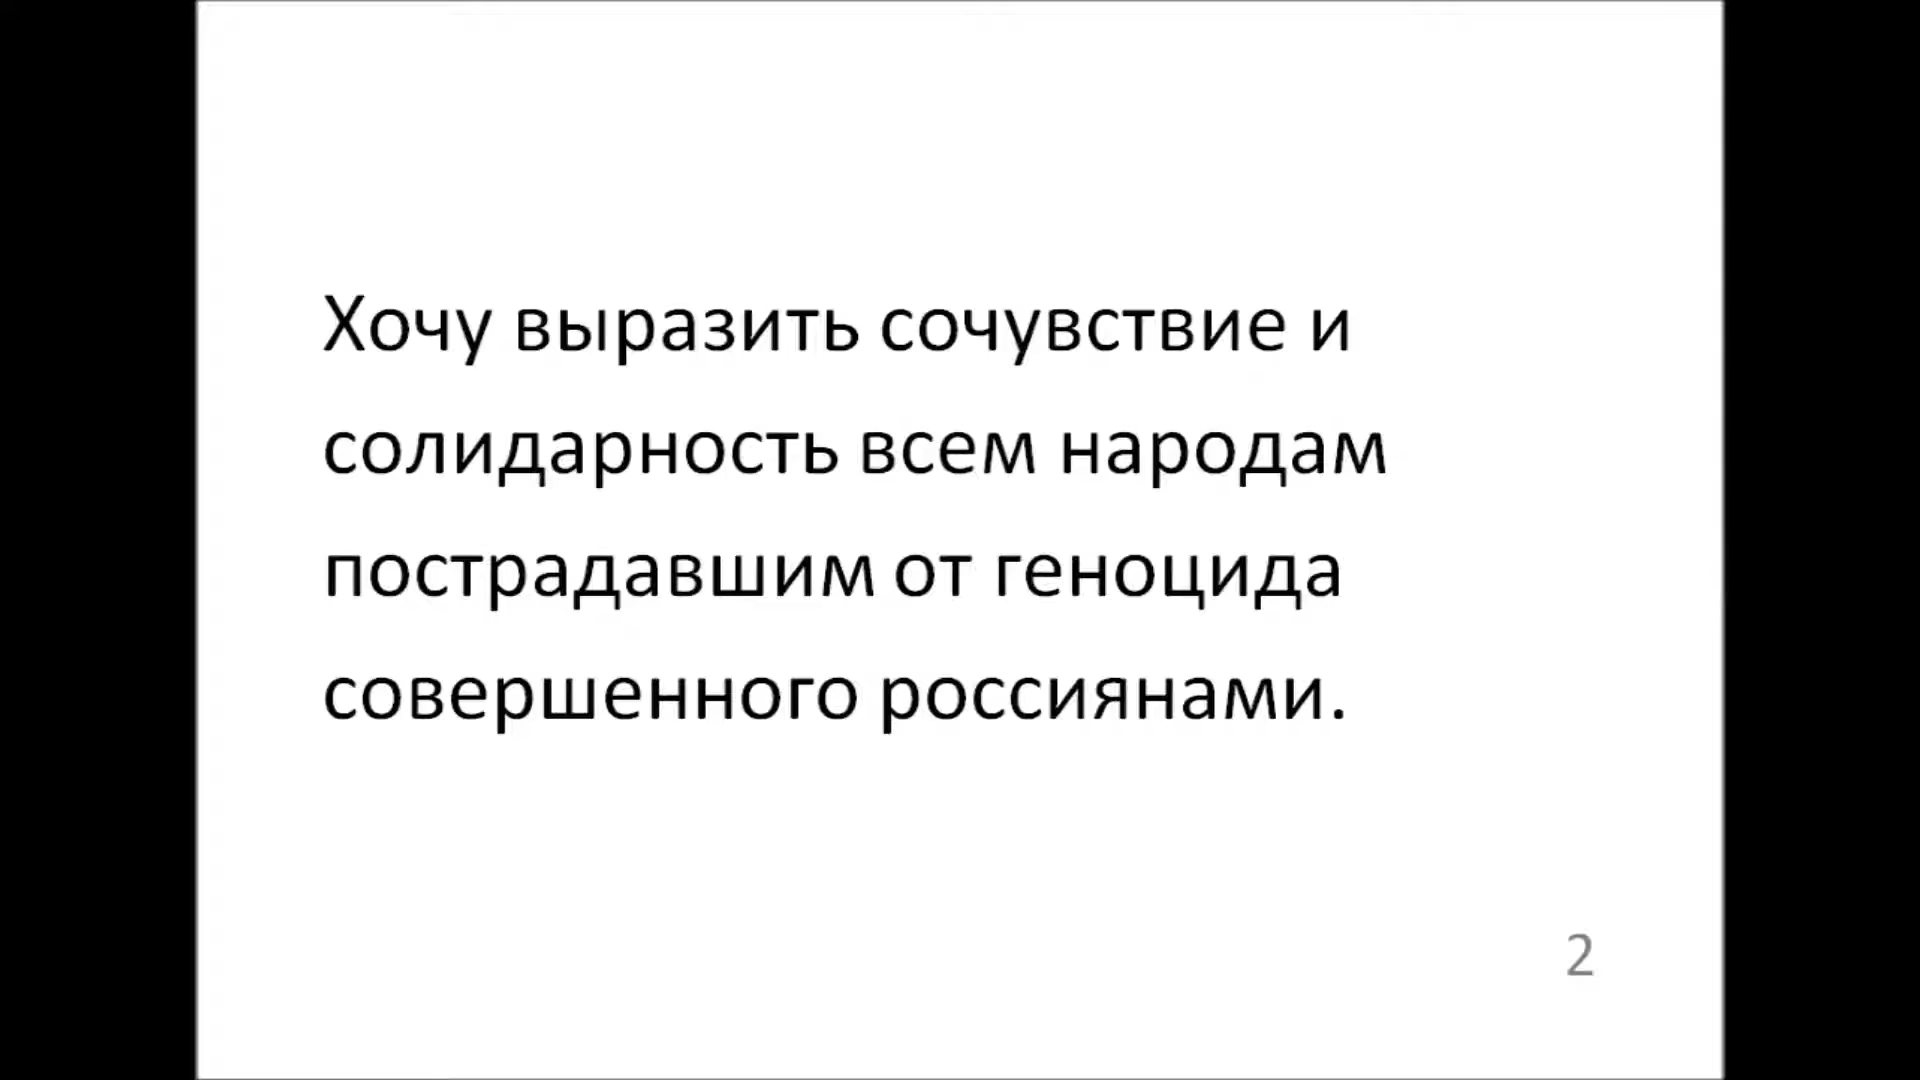 Хочу выразить сочувствие и
солидарность всем народам
пострадавшим от геноцида
совершенного россиянами.
2